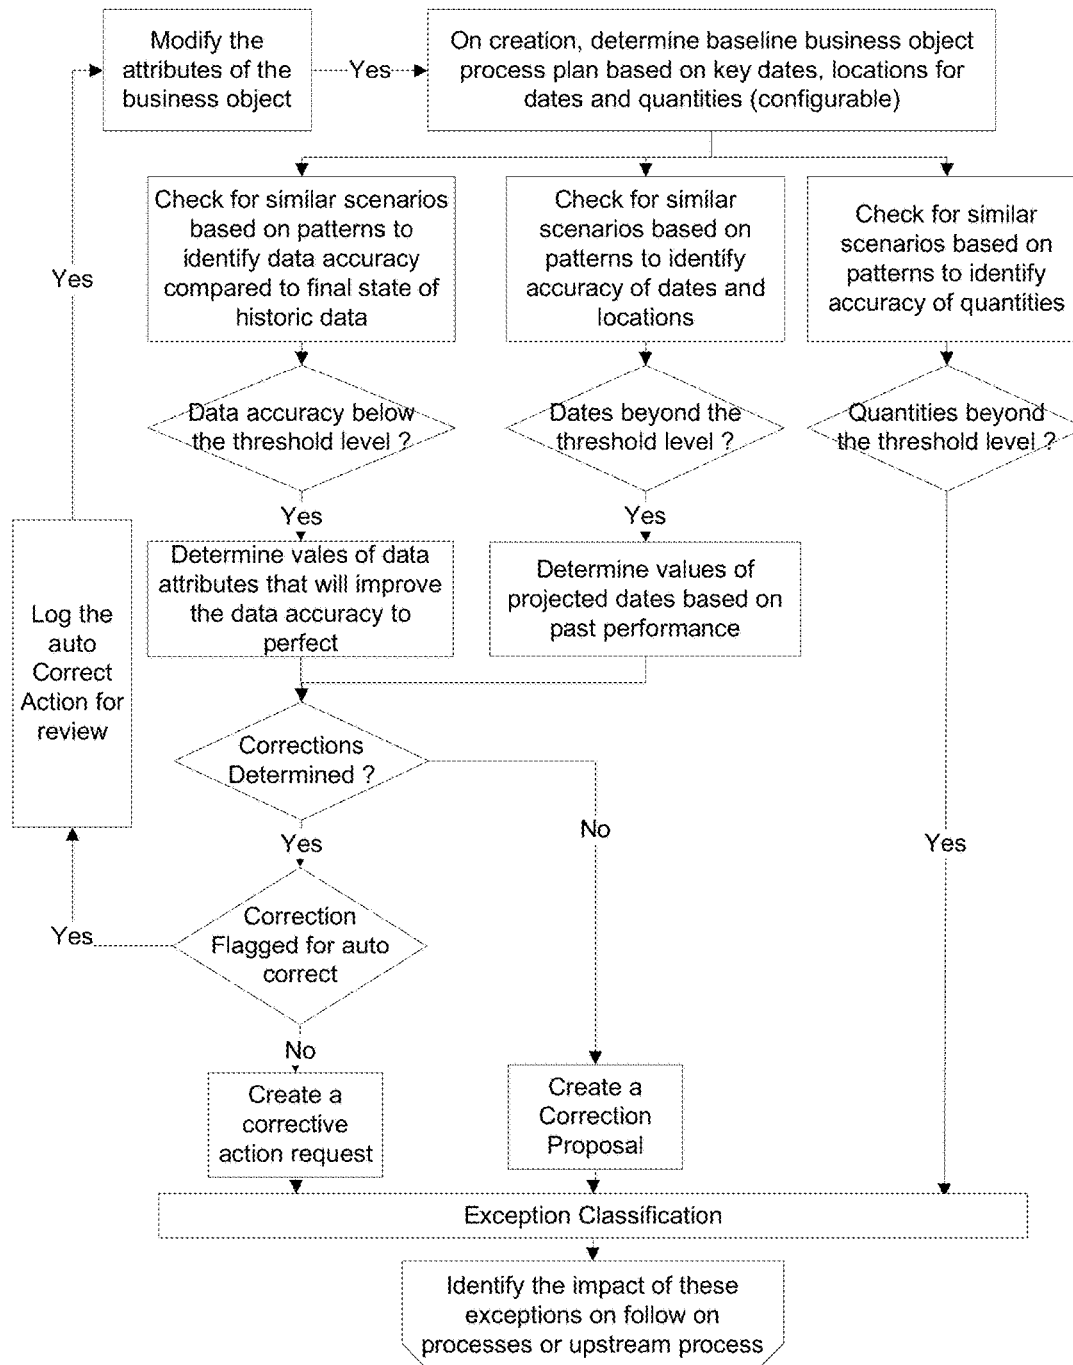 Modify the
attributes of the
business object
Yes
On creation, determine baseline business object
process plan based on key dates, locations for
dates and quantities (configurable)
Check for similar scenarios
based on patterns to
identify data accuracy
compared to final state of
historic data
Check for similar
scenarios based on
patterns to identify
accuracy of dates and
locations
Check for similar
scenarios based on
patterns to identify
accuracy of quantities
Yes
Data accuracy below
the threshold level ?
Dates beyond the
threshold level ?
Quantities beyond
the threshold level ?
Yes
Yes
Determine vales of data
attributes that will improve
the data accuracy to
perfect
Determine values of
projected dates based on
past performance
Log the
auto
Correct
Action for
review
Corrections
Determined ?
Yes
No
Yes
Correction
Flagged for auto
correct
Yes
No
Create a
corrective
action request
Create a
Correction
Proposal
Exception Classification
Identify the impact of these
exceptions on follow on
processes or upstream process